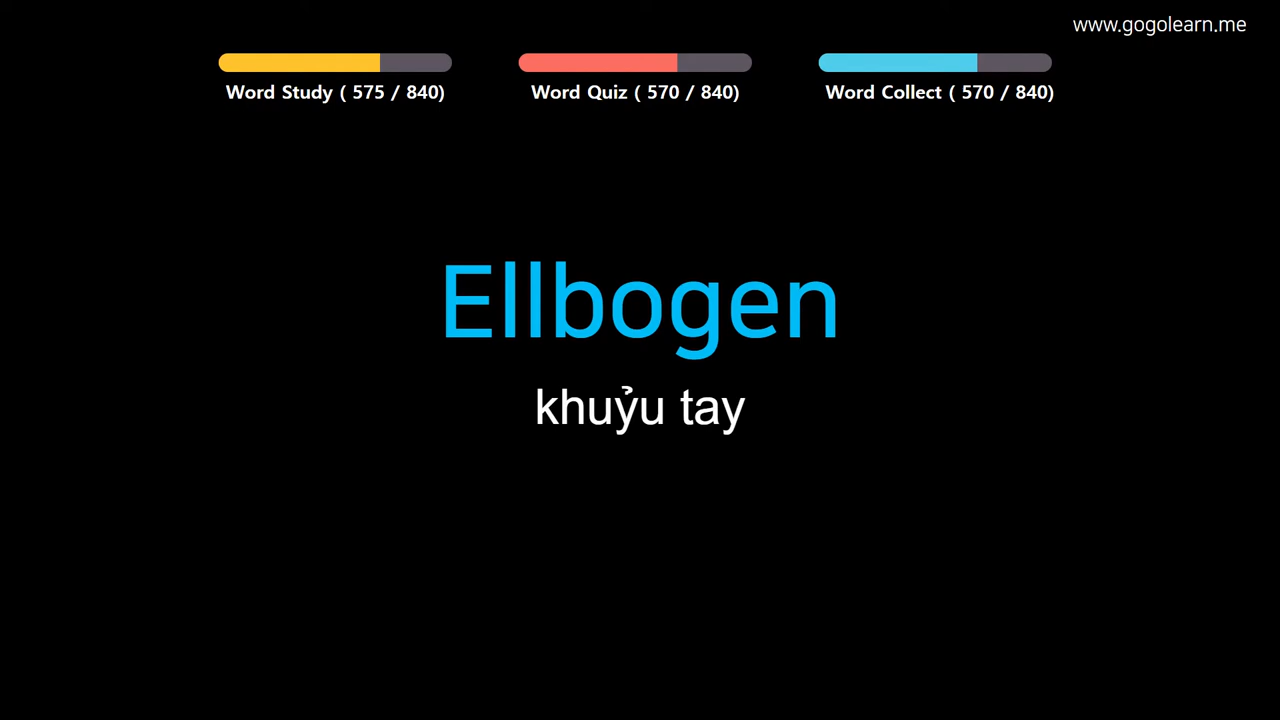 www.gogolearn.me
Word Study ( 575 / 840)
Word Quiz ( 570 / 840)
Word Collect ( 570 / 840)
Ellbogen
khuỷu tay